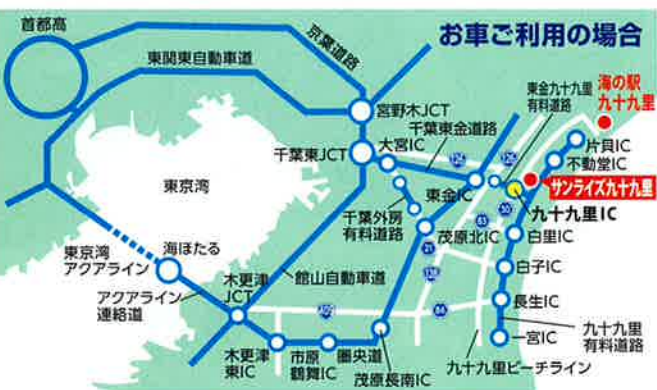 お車ご利用の場合
首都高
京葉道路
東関東自動車道
東金九十九里
有料道路
海の駅
九十九里
宮野木JCT
千葉東金道路
大宮IC
千葉東JCT
片貝IC
不動堂IC
126
126
サンライズ九十九里
東京湾
東金IC
九十九里IC
千葉外房
有料道路
83
30
茂原北IC
白里IC
東京湾
アクアライン
海ほたる
21
128
白子IC
館山自動車道
木更津
JCT
アクアライン
連絡道
409
84
長生IC
九十九里
有料道路
一宮IC
木更津
東IC
市原
鶴舞IC
圏央道
茂原長南IC
九十九里ビーチライン